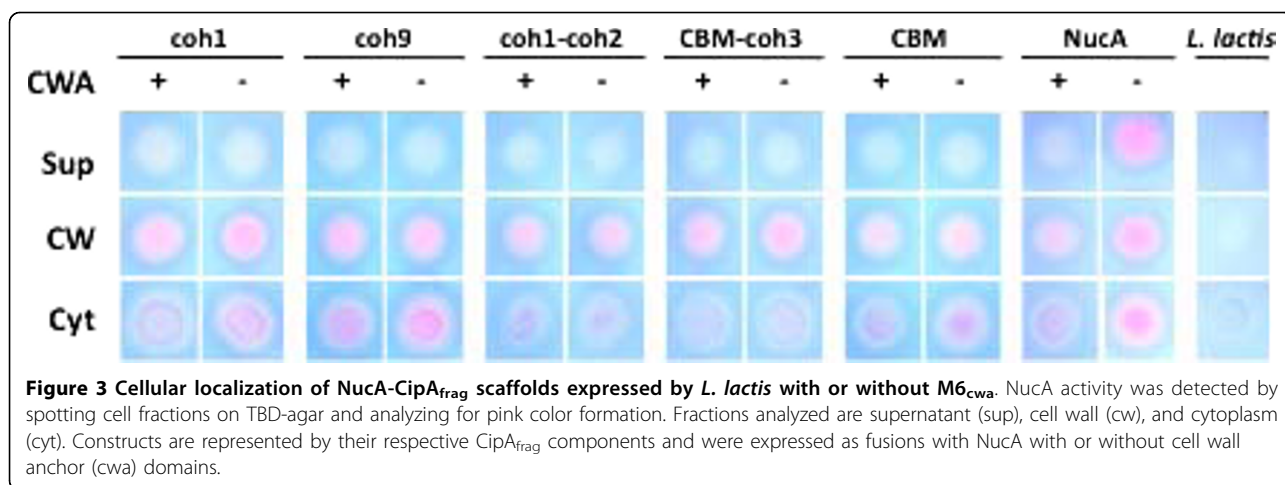 coh1 coh9 coh1-coh2 CBM-coh3 CBM NucA L. lactis
CWA + - + - + - + - + - + -
Sup
CW
Cyt
Figure 3 Cellular localization of NucA-CipAfrag scaffolds expressed by L. lactis with or without M6cwa. NucA activity was detected by
spotting cell fractions on TBD-agar and analyzing for pink color formation. Fractions analyzed are supernatant (sup), cell wall (cw), and cytoplasm
(cyt). Constructs are represented by their respective CipAfrag components and were expressed as fusions with NucA with or without cell wall
anchor (cwa) domains.